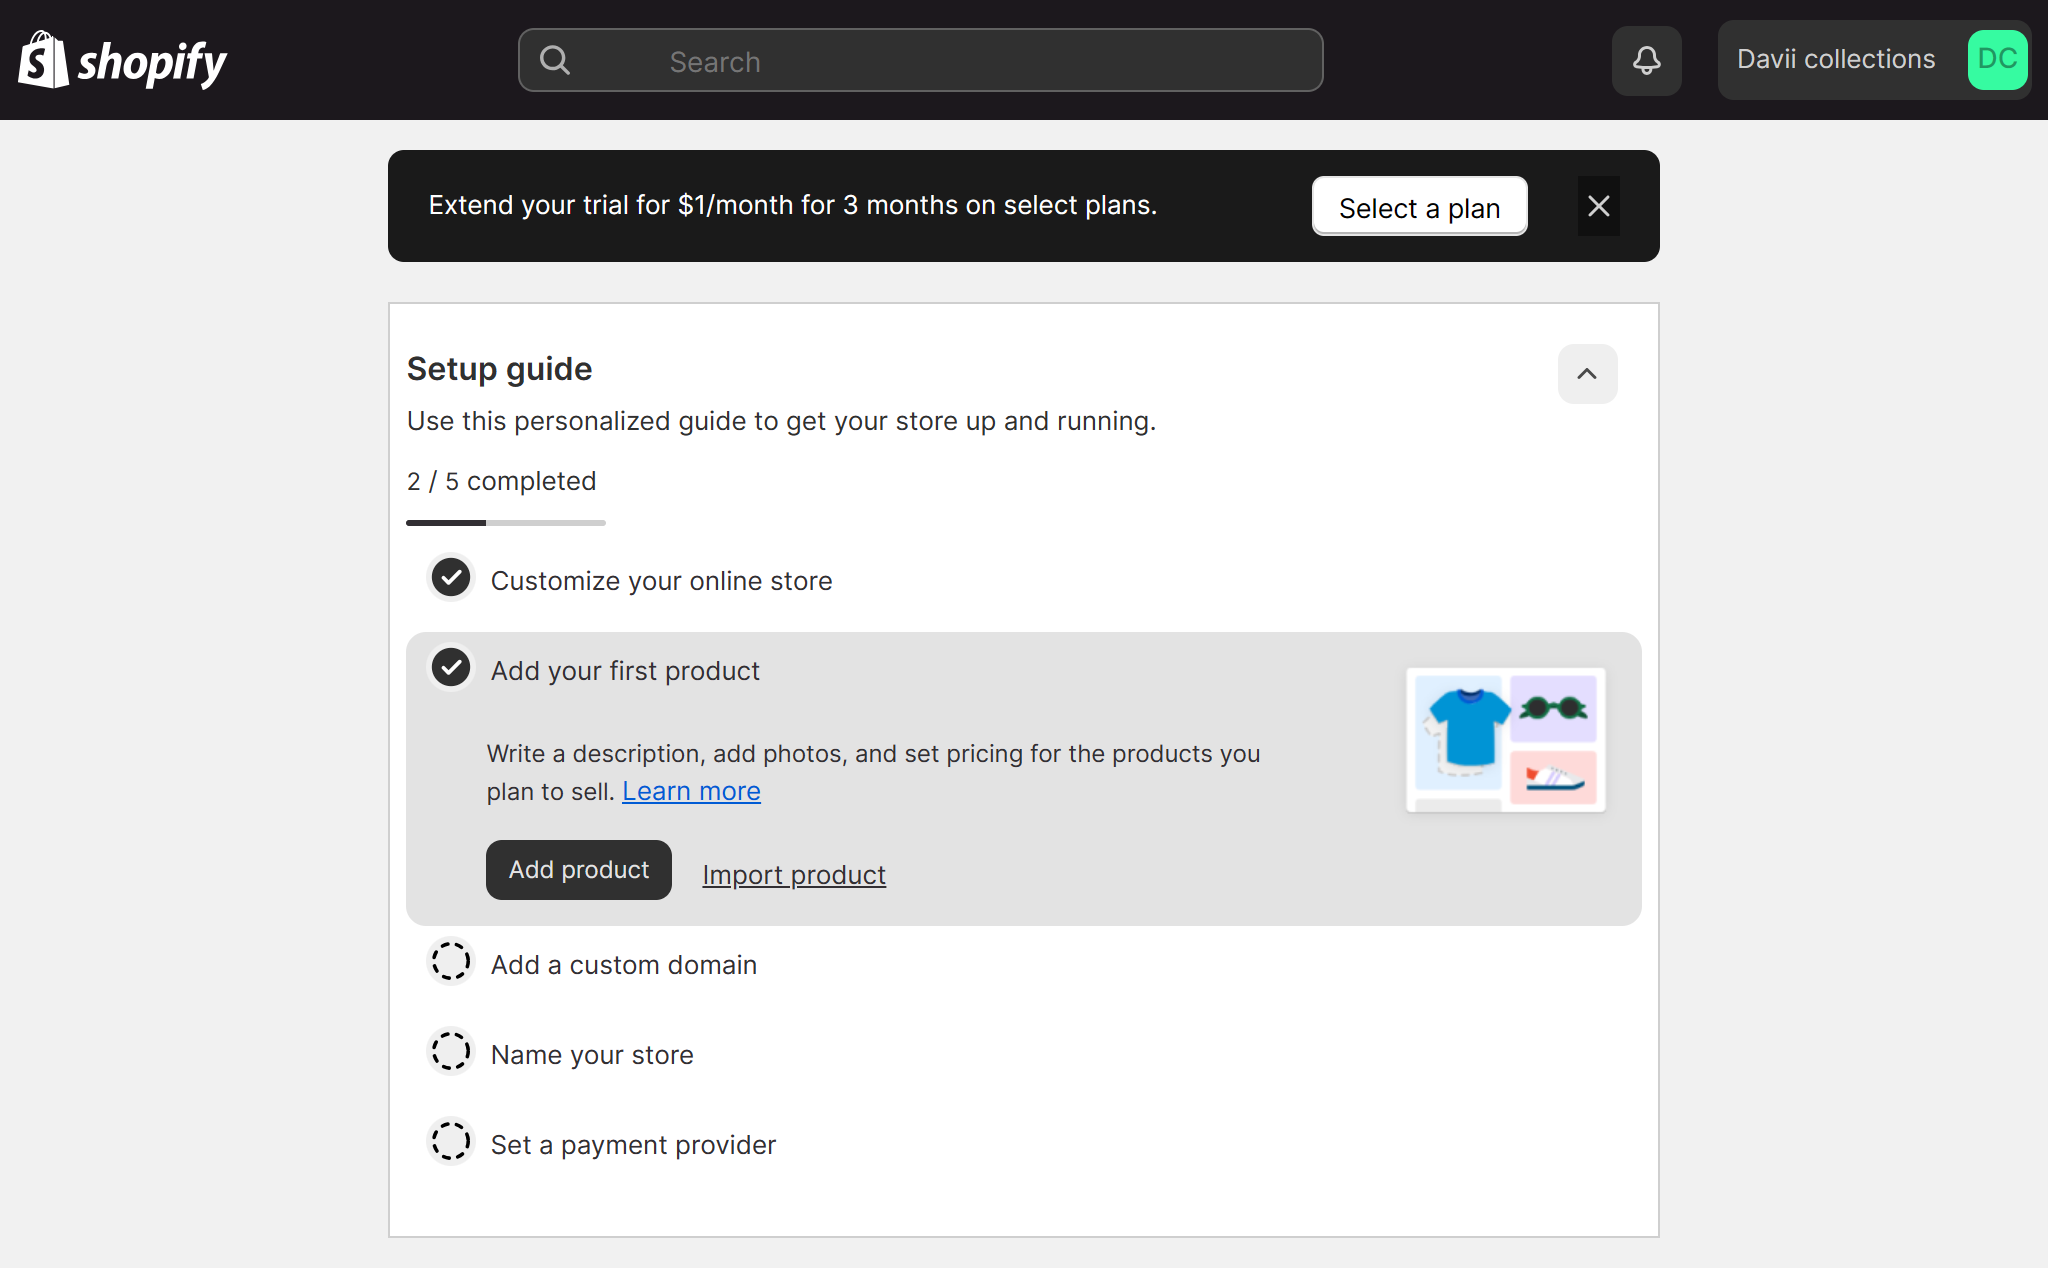 shopify
Search
Davii collections
DC
Extend your trial for $1/month for 3 months on select plans.
Select a plan
Setup guide
Use this personalized guide to get your store up and running.
2 / 5 completed
Customize your online store
Add your first product
Write a description, add photos, and set pricing for the products you
plan to sell. Learn more
Add product
Import product
Add a custom domain
Name your store
Set a payment provider